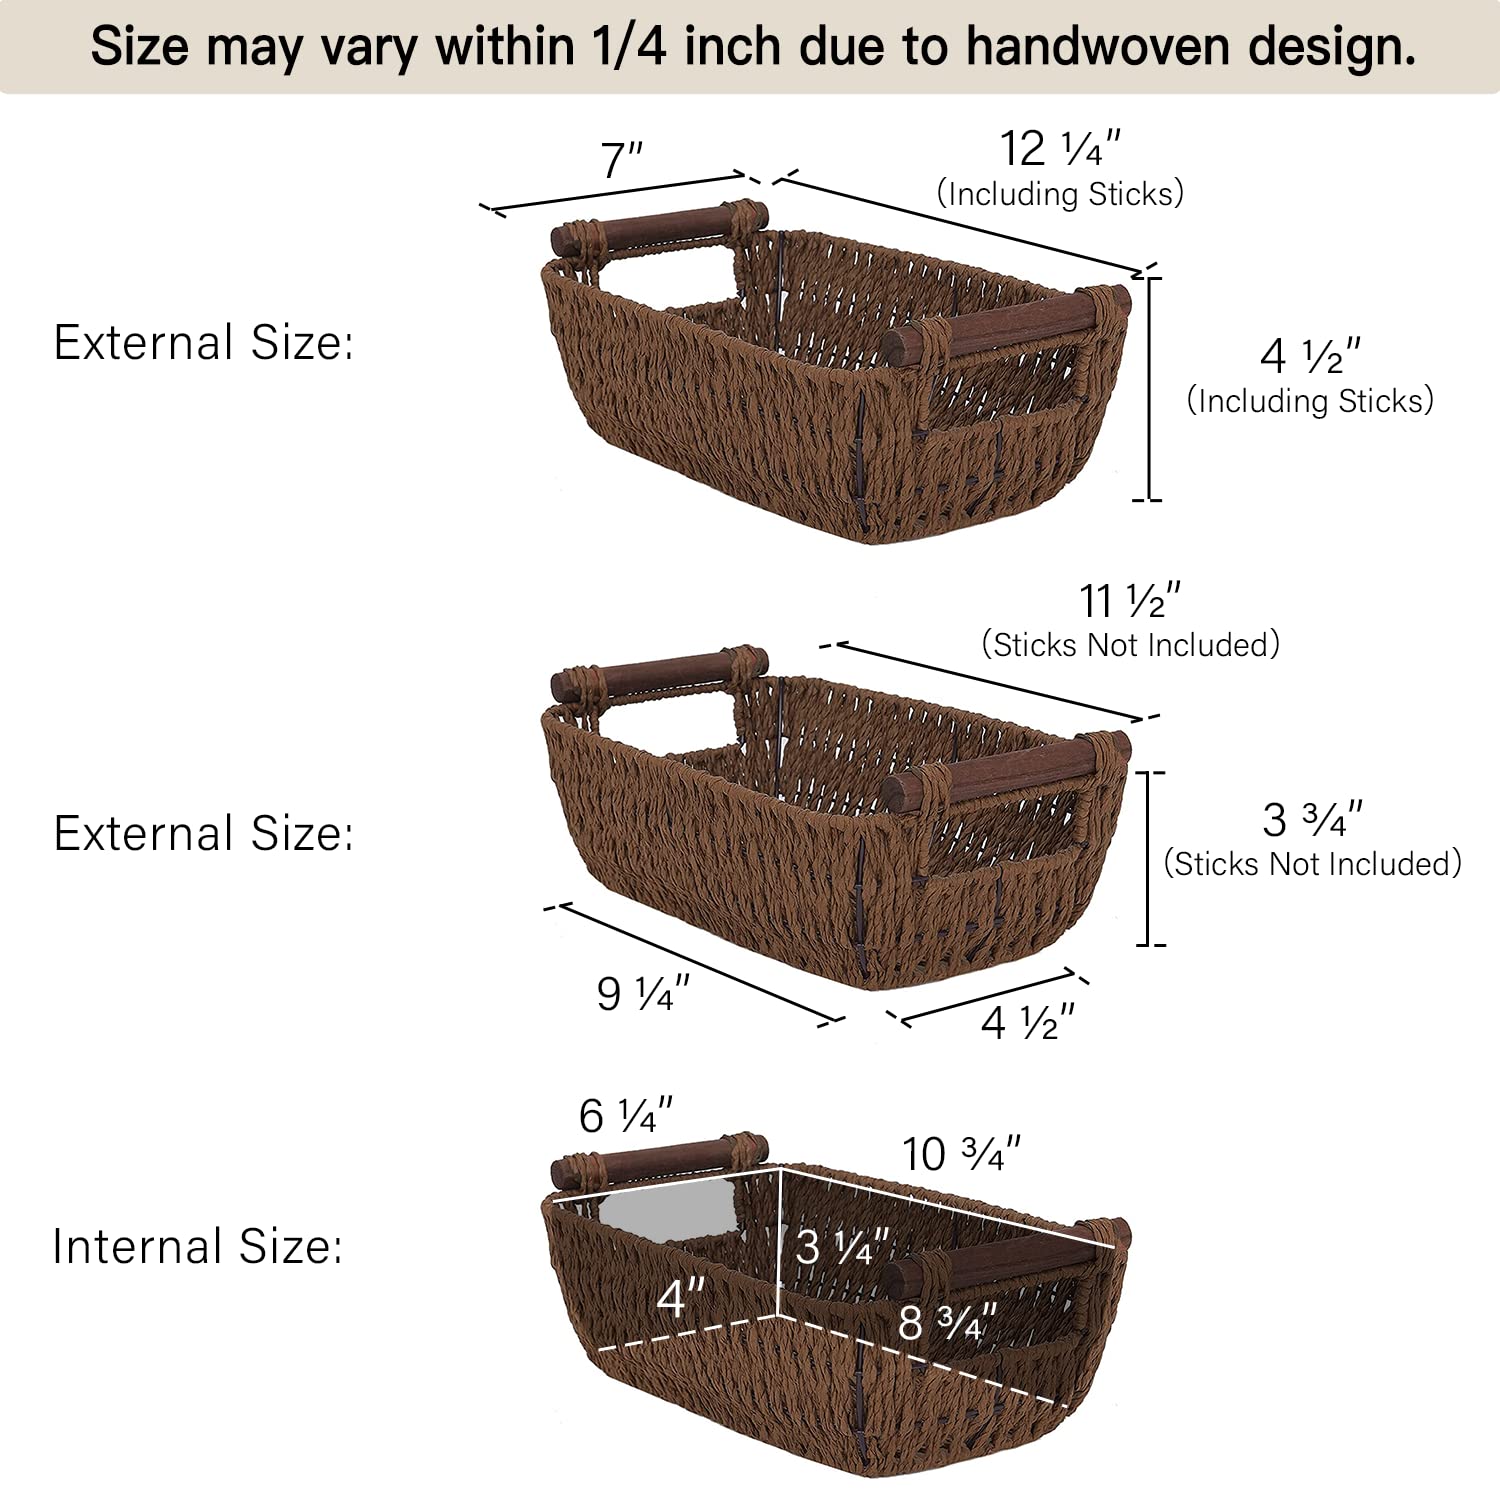 Size may vary within 1/4 inch due to handwoven design.
7″
12 ¼″
(Including Sticks)
External Size:
4 ½″
(Including Sticks)
11 ½″
(Sticks Not Included)
External Size:
3 ¾″
(Sticks Not Included)
9 ¼″
4 ½″
6 ¼″
10 ¾″
Internal Size:
3 ¼″
4″
8 ¾″